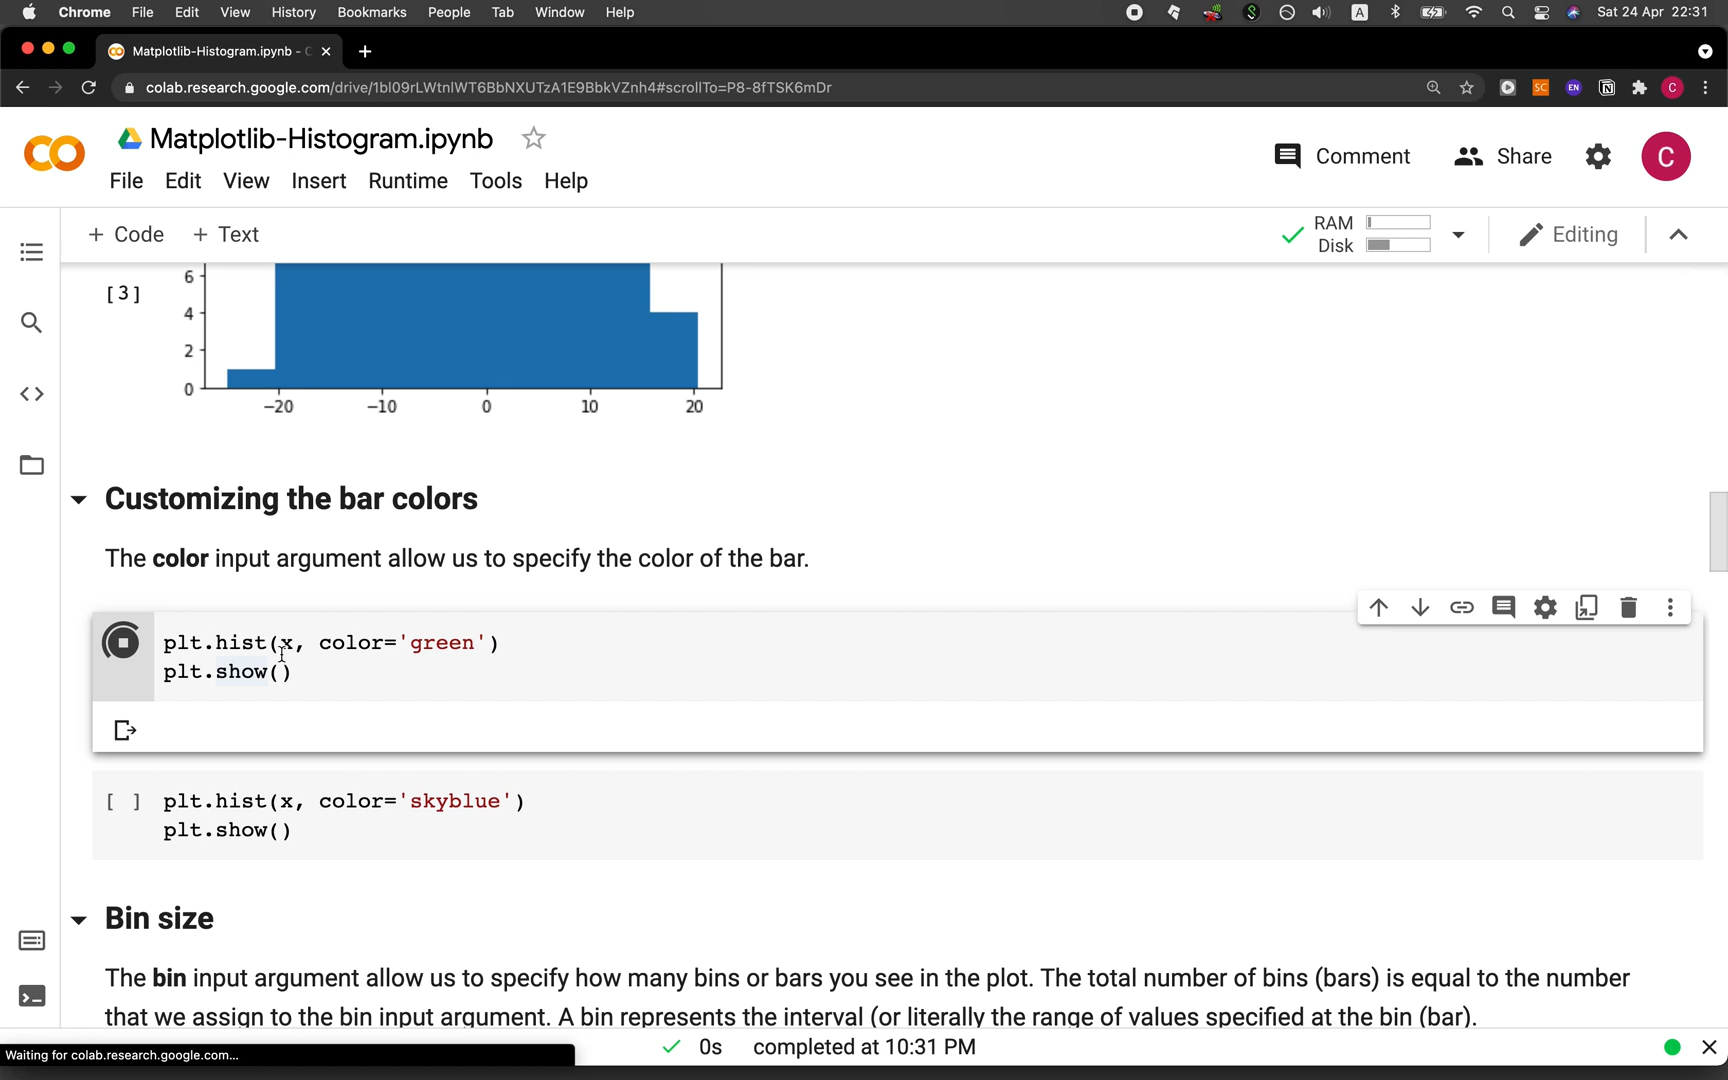 Chrome File Edit View History Bookmarks People Tab Window Help A Sat 24 Apr 22:31
Matplotlib-Histogram.ipynb - C
colab.research.google.com/drive/1bl09rLWtnlWT6BbNXUTzA1E9BbkVZnh4#scrollTo=P8-8fTSK6mDr SC EN C
Matplotlib-Histogram.ipynb
Comment Share C
File Edit View Insert Runtime Tools Help
+ Code + Text RAM Disk Editing
[3]
6
4
2
0
−20 −10 0 10 20
Customizing the bar colors
The color input argument allow us to specify the color of the bar.
plt.hist(x, color='green')
plt.show()
[ ] plt.hist(x, color='skyblue')
plt.show()
Bin size
The bin input argument allow us to specify how many bins or bars you see in the plot. The total number of bins (bars) is equal to the number
that we assign to the bin input argument. A bin represents the interval (or literally the range of values specified at the bin (bar).
Waiting for colab.research.google.com...
0s completed at 10:31 PM